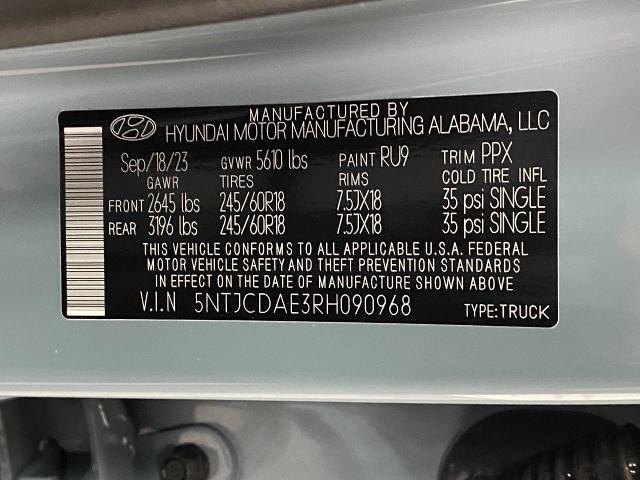 MANUFACTURED BY
HYUNDAI MOTOR MANUFACTURING ALABAMA, LLC
Sep/18/23 GVWR 5610 lbs PAINT RU9 TRIM PPX
GAWR TIRES RIMS COLD TIRE INFL
FRONT 2645 lbs 245/60R18 7.5JX18 35 psi SINGLE
REAR 3196 lbs 245/60R18 7.5JX18 35 psi SINGLE
THIS VEHICLE CONFORMS TO ALL APPLICABLE U.S.A. FEDERAL
MOTOR VEHICLE SAFETY AND THEFT PREVENTION STANDARDS
IN EFFECT ON THE DATE OF MANUFACTURE SHOWN ABOVE
V.I.N 5NTJCDAE3RH090968 TYPE:TRUCK